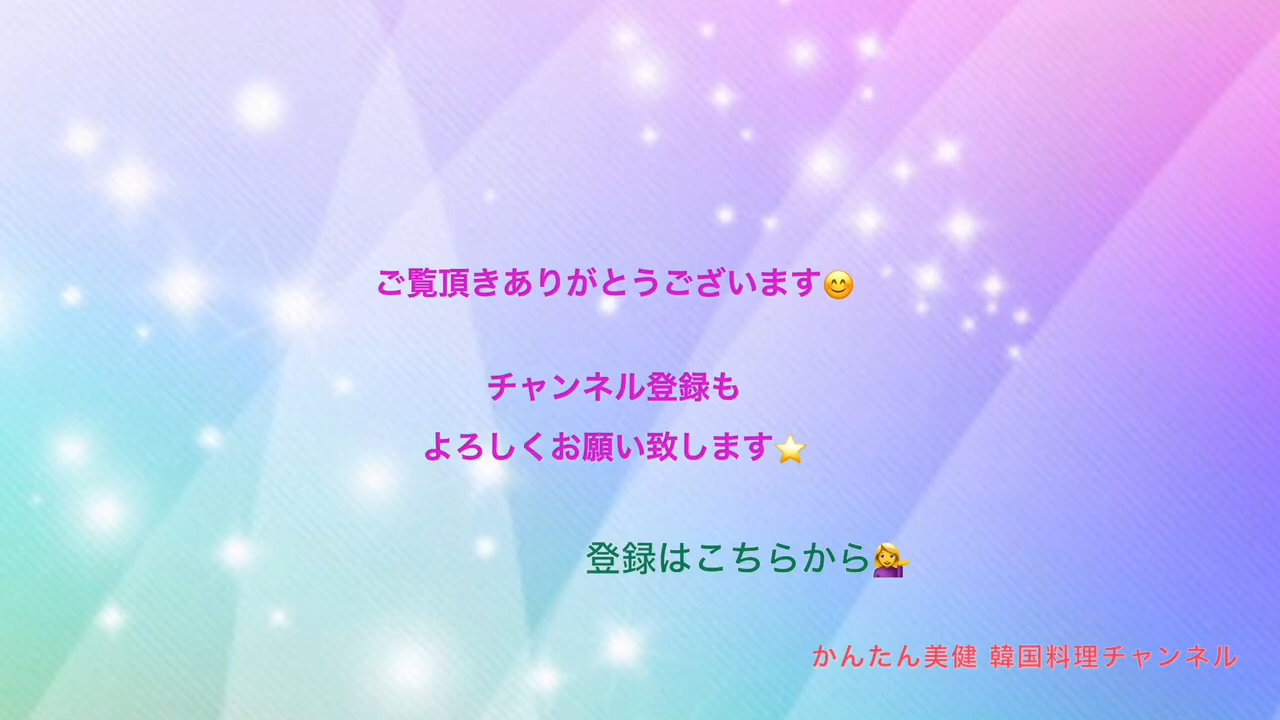 ご覧頂きありがとうございます😊
チャンネル登録も
よろしくお願い致します⭐
登録はこちらから💁‍♀️
かんたん美健 韓国料理チャンネル